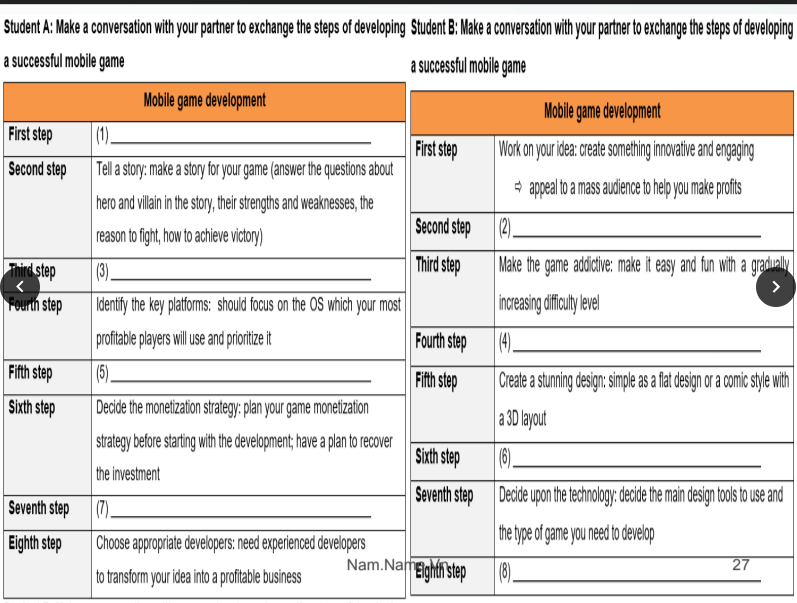 Student A: Make a conversation with your partner to exchange the steps of developing
a successful mobile game
Mobile game development
First step
(1)
Second step
Tell a story: make a story for your game (answer the questions about
hero and villain in the story, their strengths and weaknesses, the
reason to fight, how to achieve victory)
Third step
(3)
Fourth step
Identify the key platforms: should focus on the OS which your most
profitable players will use and prioritize it
Fifth step
(5)
Sixth step
Decide the monetization strategy: plan your game monetization
strategy before starting with the development; have a plan to recover
the investment
Seventh step
(7)
Eighth step
Choose appropriate developers: need experienced developers
to transform your idea into a profitable business
Student B: Make a conversation with your partner to exchange the steps of developing
a successful mobile game
Mobile game development
First step
Work on your idea: create something innovative and engaging
⇨ appeal to a mass audience to help you make profits
Second step
(2)
Third step
Make the game addictive: make it easy and fun with a gradually
increasing difficulty level
Fourth step
(4)
Fifth step
Create a stunning design: simple as a flat design or a comic style with
a 3D layout
Sixth step
(6)
Seventh step
Decide upon the technology: decide the main design tools to use and
the type of game you need to develop
Eighth step
(8)
Nam.Name.Vn
27